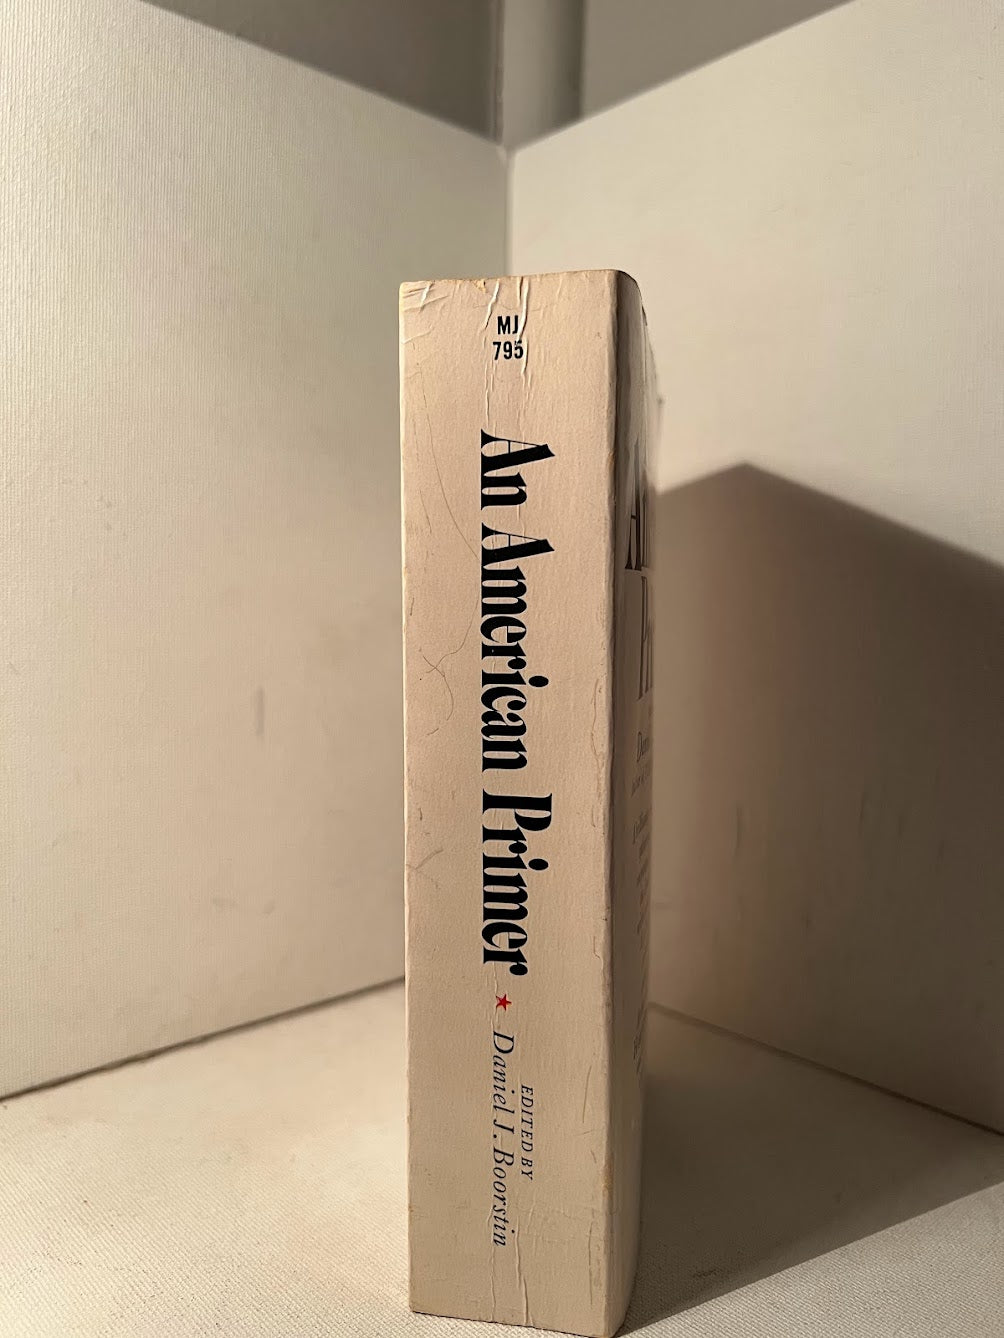 MJ
795
An American Primer
EDITED BY
Daniel J. Boorstin